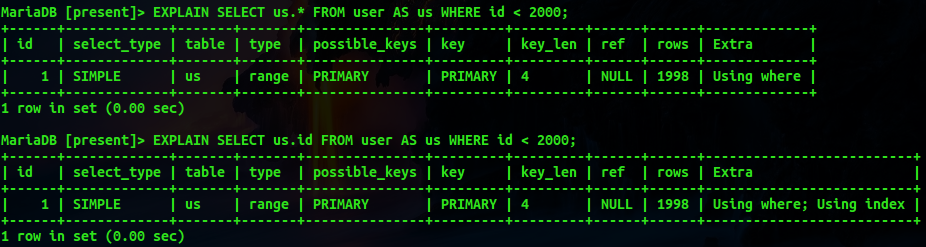 MariaDB [present]> EXPLAIN SELECT us.* FROM user AS us WHERE id < 2000;
+------+-------------+-------+-------+---------------+---------+---------+------+------+-------------+
| id | select_type | table | type | possible_keys | key | key_len | ref | rows | Extra |
+------+-------------+-------+-------+---------------+---------+---------+------+------+-------------+
| 1 | SIMPLE | us | range | PRIMARY | PRIMARY | 4 | NULL | 1998 | Using where |
+------+-------------+-------+-------+---------------+---------+---------+------+------+-------------+
1 row in set (0.00 sec)
MariaDB [present]> EXPLAIN SELECT us.id FROM user AS us WHERE id < 2000;
+------+-------------+-------+-------+---------------+---------+---------+------+------+--------------------------+
| id | select_type | table | type | possible_keys | key | key_len | ref | rows | Extra |
+------+-------------+-------+-------+---------------+---------+---------+------+------+--------------------------+
| 1 | SIMPLE | us | range | PRIMARY | PRIMARY | 4 | NULL | 1998 | Using where; Using index |
+------+-------------+-------+-------+---------------+---------+---------+------+------+--------------------------+
1 row in set (0.00 sec)